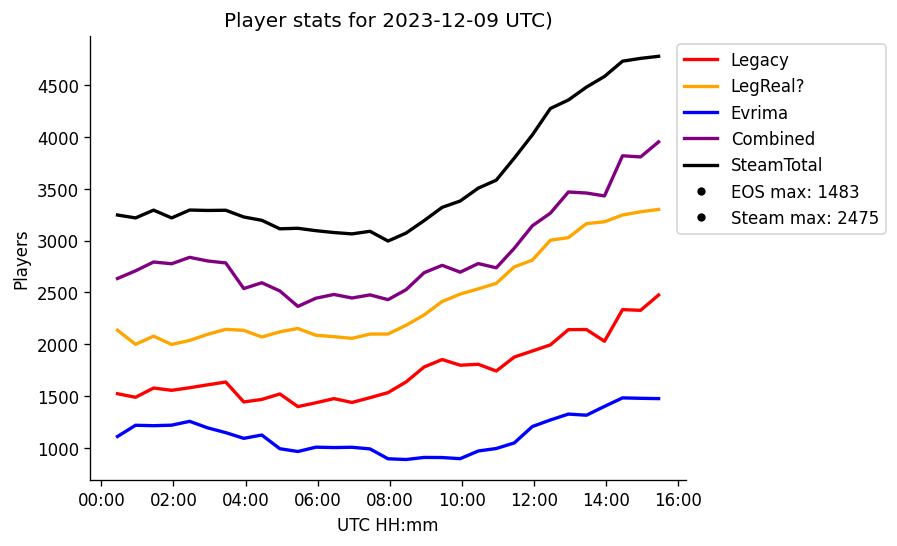 Player stats for 2023-12-09 UTC)
Legacy
LegReal?
Evrima
Combined
SteamTotal
EOS max: 1483
Steam max: 2475
Players
4500
4000
3500
3000
2500
2000
1500
1000
00:00 02:00 04:00 06:00 08:00 10:00 12:00 14:00 16:00
UTC HH:mm